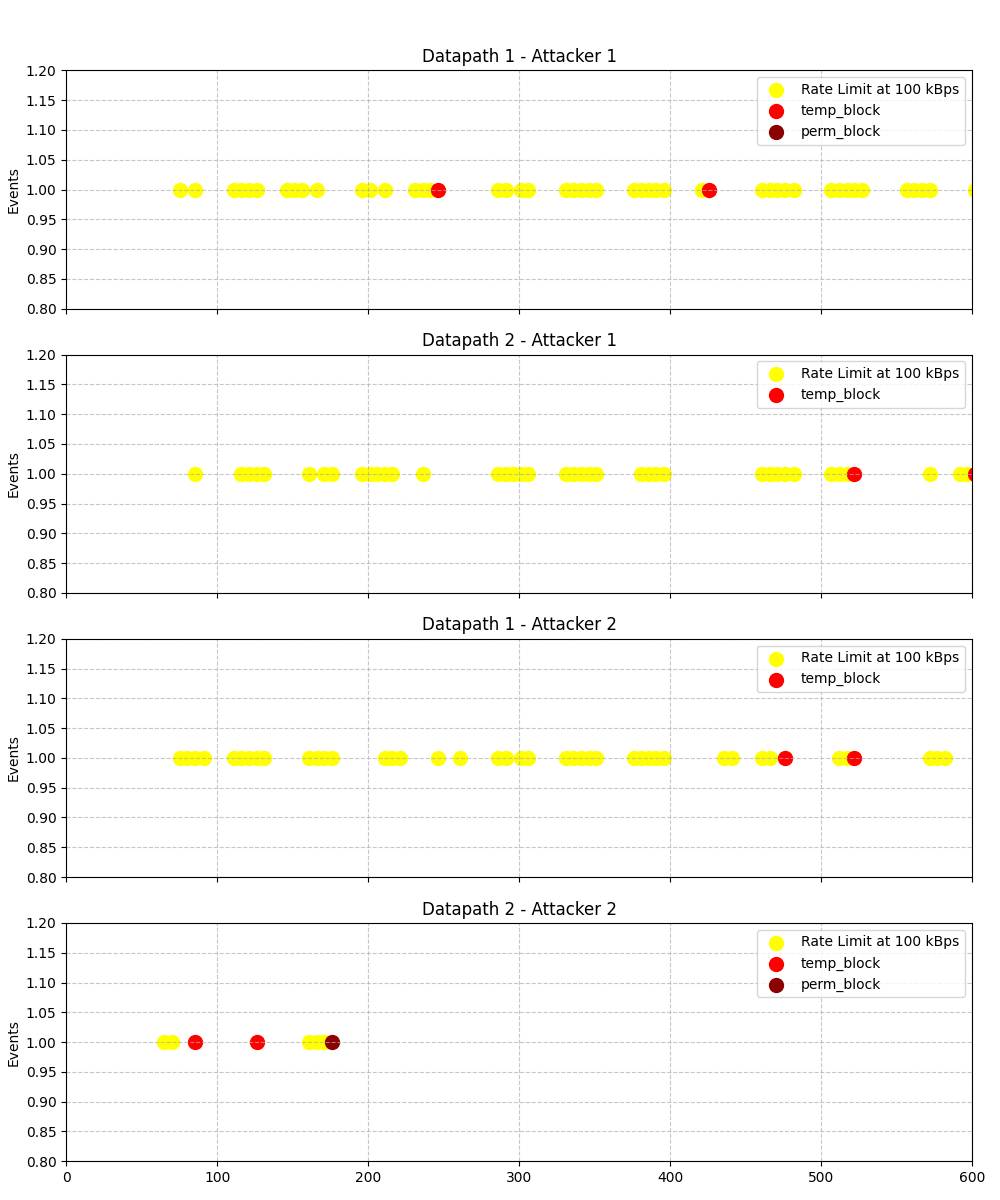 Datapath 1 - Attacker 1
1.20
1.15
1.10
1.05
1.00
0.95
0.90
0.85
0.80
Events
Rate Limit at 100 kBps
temp_block
perm_block
Datapath 2 - Attacker 1
1.20
1.15
1.10
1.05
1.00
0.95
0.90
0.85
0.80
Events
Rate Limit at 100 kBps
temp_block
Datapath 1 - Attacker 2
1.20
1.15
1.10
1.05
1.00
0.95
0.90
0.85
0.80
Events
Rate Limit at 100 kBps
temp_block
Datapath 2 - Attacker 2
1.20
1.15
1.10
1.05
1.00
0.95
0.90
0.85
0.80
Events
Rate Limit at 100 kBps
temp_block
perm_block
0 100 200 300 400 500 600